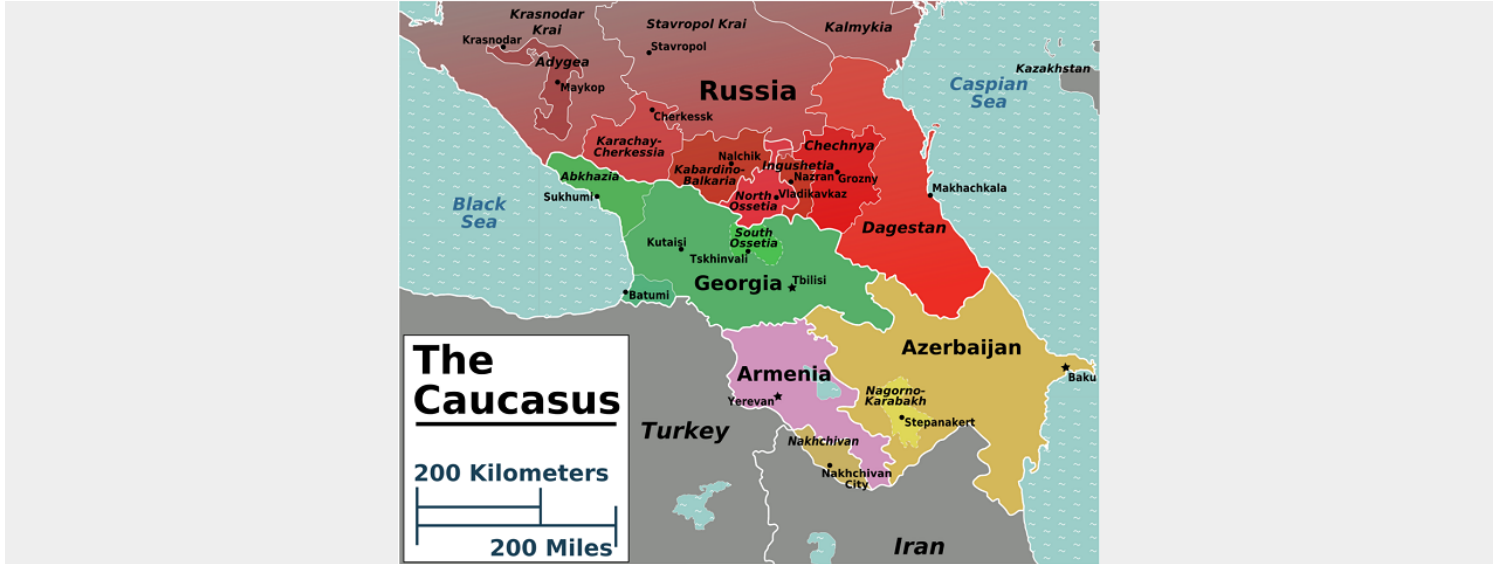 Krasnodar
Krai
Stavropol Krai
Kalmykia
Krasnodar
Stavropol
Adygea
Maykop
Russia
Kazakhstan
Caspian
Sea
Cherkessk
Karachay-
Cherkessia
Chechnya
Nalchik
Kabardino-
Balkaria
Ingushetia
Nazran
Grozny
Abkhazia
Sukhumi
North
Ossetia
Vladikavkaz
Makhachkala
Black
Sea
Dagestan
South
Ossetia
Kutaisi
Tskhinvali
Georgia
Tbilisi
Batumi
Azerbaijan
Armenia
Baku
Nagorno-
Karabakh
Yerevan
Stepanakert
Turkey
Nakhchivan
Nakhchivan
City
Iran
The
Caucasus
200 Kilometers
200 Miles